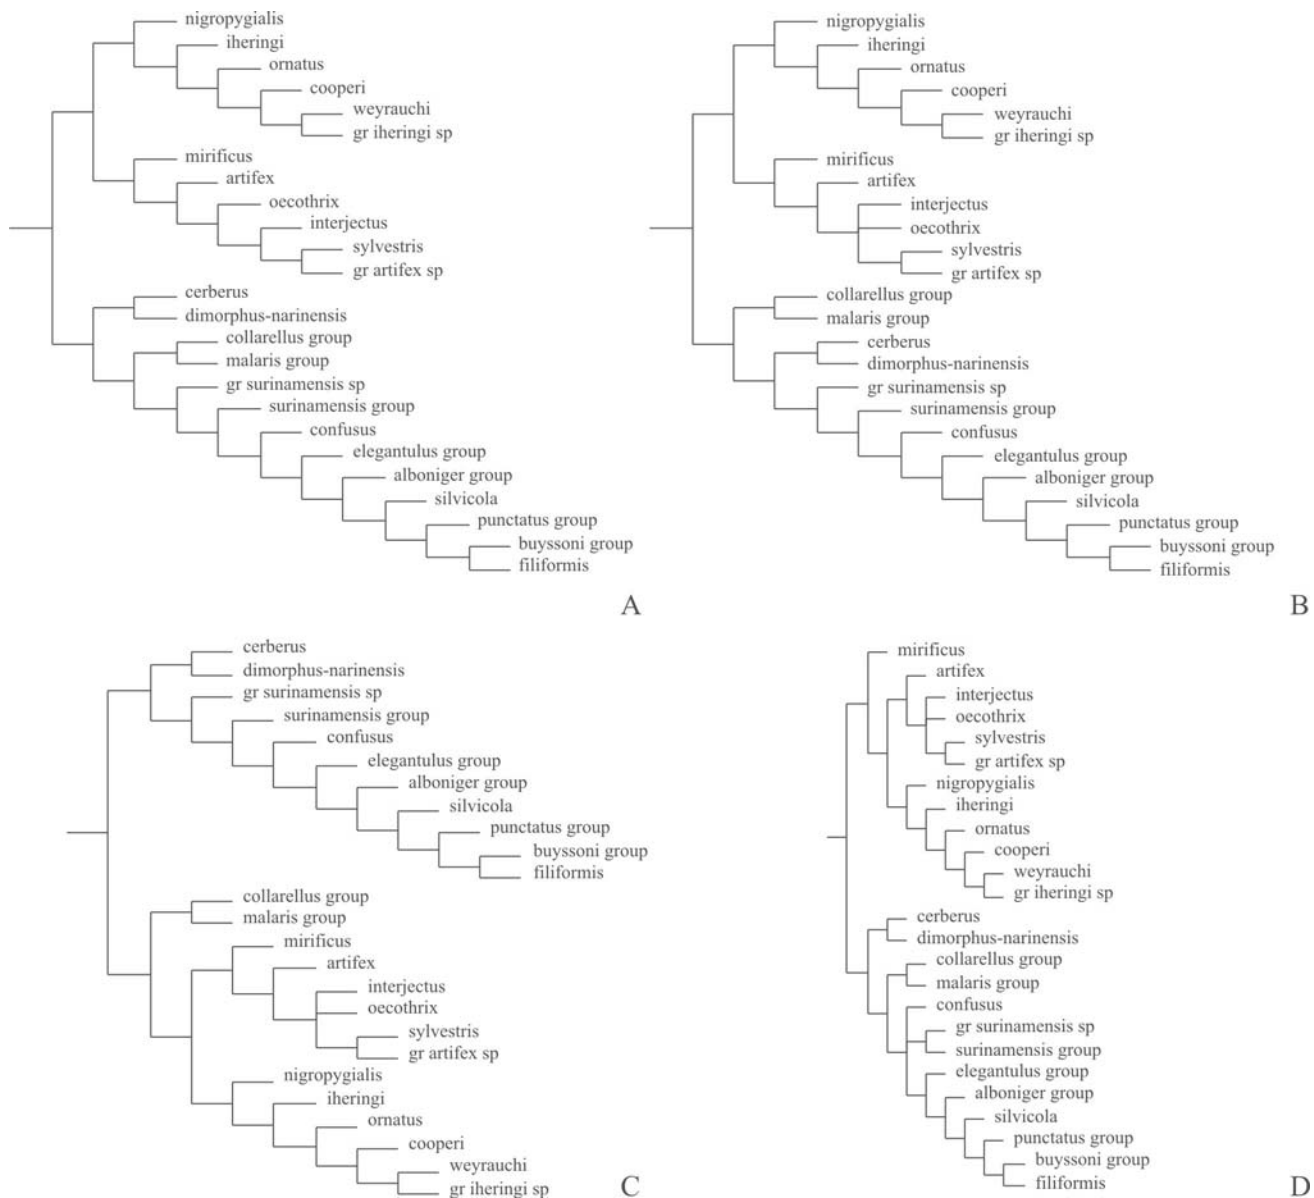 nigropygialis
iheringi
ornatus
cooperi
weyrauchi
gr iheringi sp
mirificus
artifex
oecothrix
interjectus
sylvestris
gr artifex sp
cerberus
dimorphus-narinensis
collarellus group
malaris group
gr surinamensis sp
surinamensis group
confusus
elegantulus group
alboniger group
silvicola
punctatus group
buyssoni group
filiformis
A
nigropygialis
iheringi
ornatus
cooperi
weyrauchi
gr iheringi sp
mirificus
artifex
interjectus
oecothrix
sylvestris
gr artifex sp
collarellus group
malaris group
cerberus
dimorphus-narinensis
gr surinamensis sp
surinamensis group
confusus
elegantulus group
alboniger group
silvicola
punctatus group
buyssoni group
filiformis
B
cerberus
dimorphus-narinensis
gr surinamensis sp
surinamensis group
confusus
elegantulus group
alboniger group
silvicola
punctatus group
buyssoni group
filiformis
collarellus group
malaris group
mirificus
artifex
interjectus
oecothrix
sylvestris
gr artifex sp
nigropygialis
iheringi
ornatus
cooperi
weyrauchi
gr iheringi sp
C
mirificus
artifex
interjectus
oecothrix
sylvestris
gr artifex sp
nigropygialis
iheringi
ornatus
cooperi
weyrauchi
gr iheringi sp
cerberus
dimorphus-narinensis
collarellus group
malaris group
confusus
gr surinamensis sp
surinamensis group
elegantulus group
alboniger group
silvicola
punctatus group
buyssoni group
filiformis
D